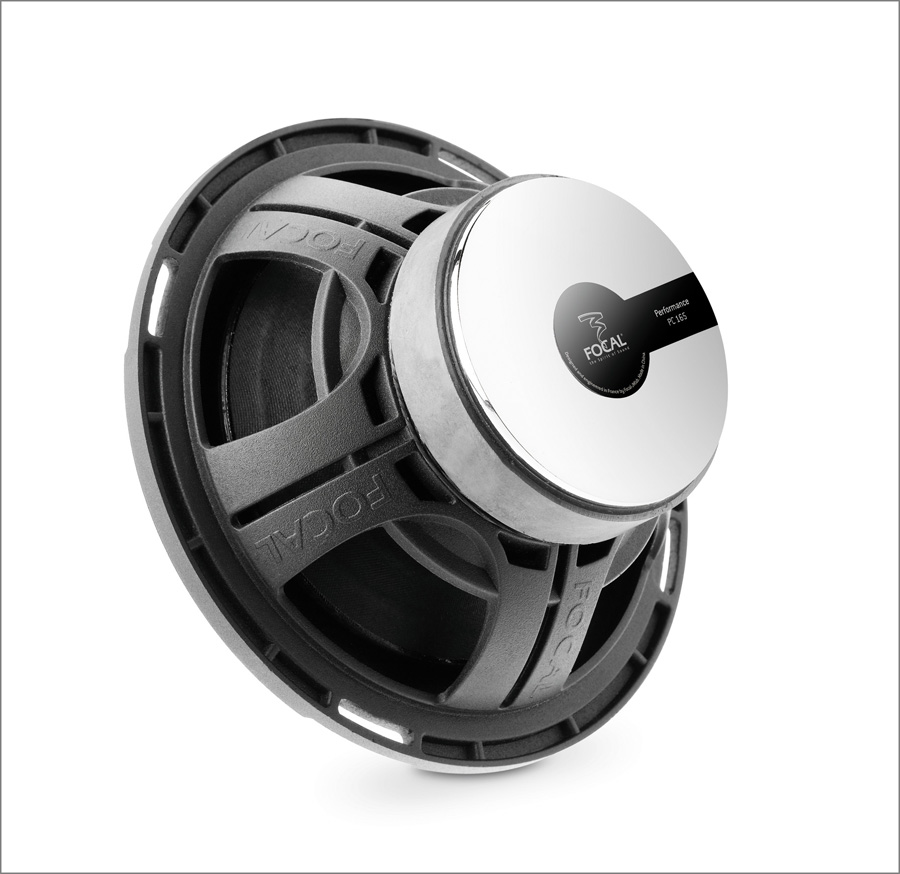 FOCAL
FOCAL
FOCAL
Performance
PC 165
FOCAL®
the Spirit of Sound
Designed and engineered in France by Focal-JMlab. Made in China